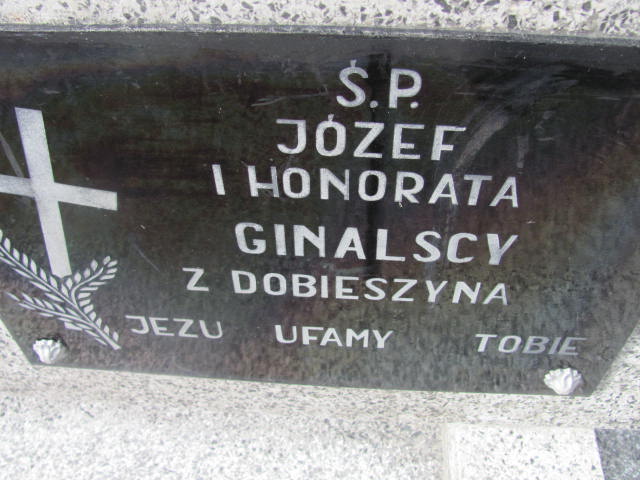 Ś.P.
JÓZEF
I HONORATA
GINALSCY
Z DOBIESZYNA
JEZU UFAMY TOBIE